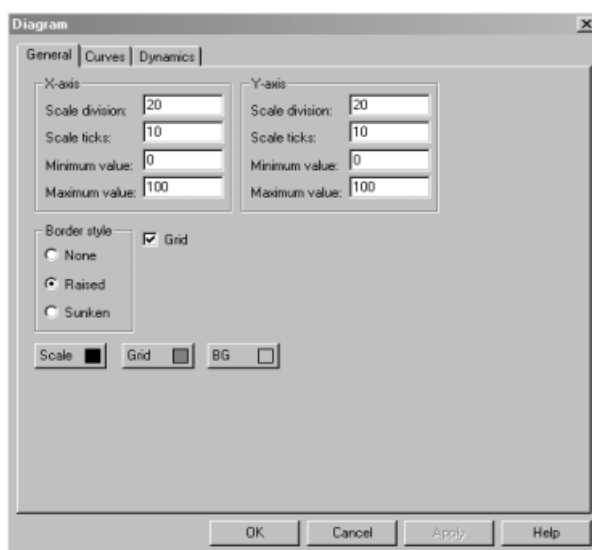 Diagram
General Curves Dynamics
X-axis Y-axis
Scale division: 20 Scale division: 20
Scale ticks: 10 Scale ticks: 10
Minimum value: 0 Minimum value: 0
Maximum value: 100 Maximum value: 100
Border style
None Grid
Raised
Sunken
Scale Grid BG
OK Cancel Apply Help